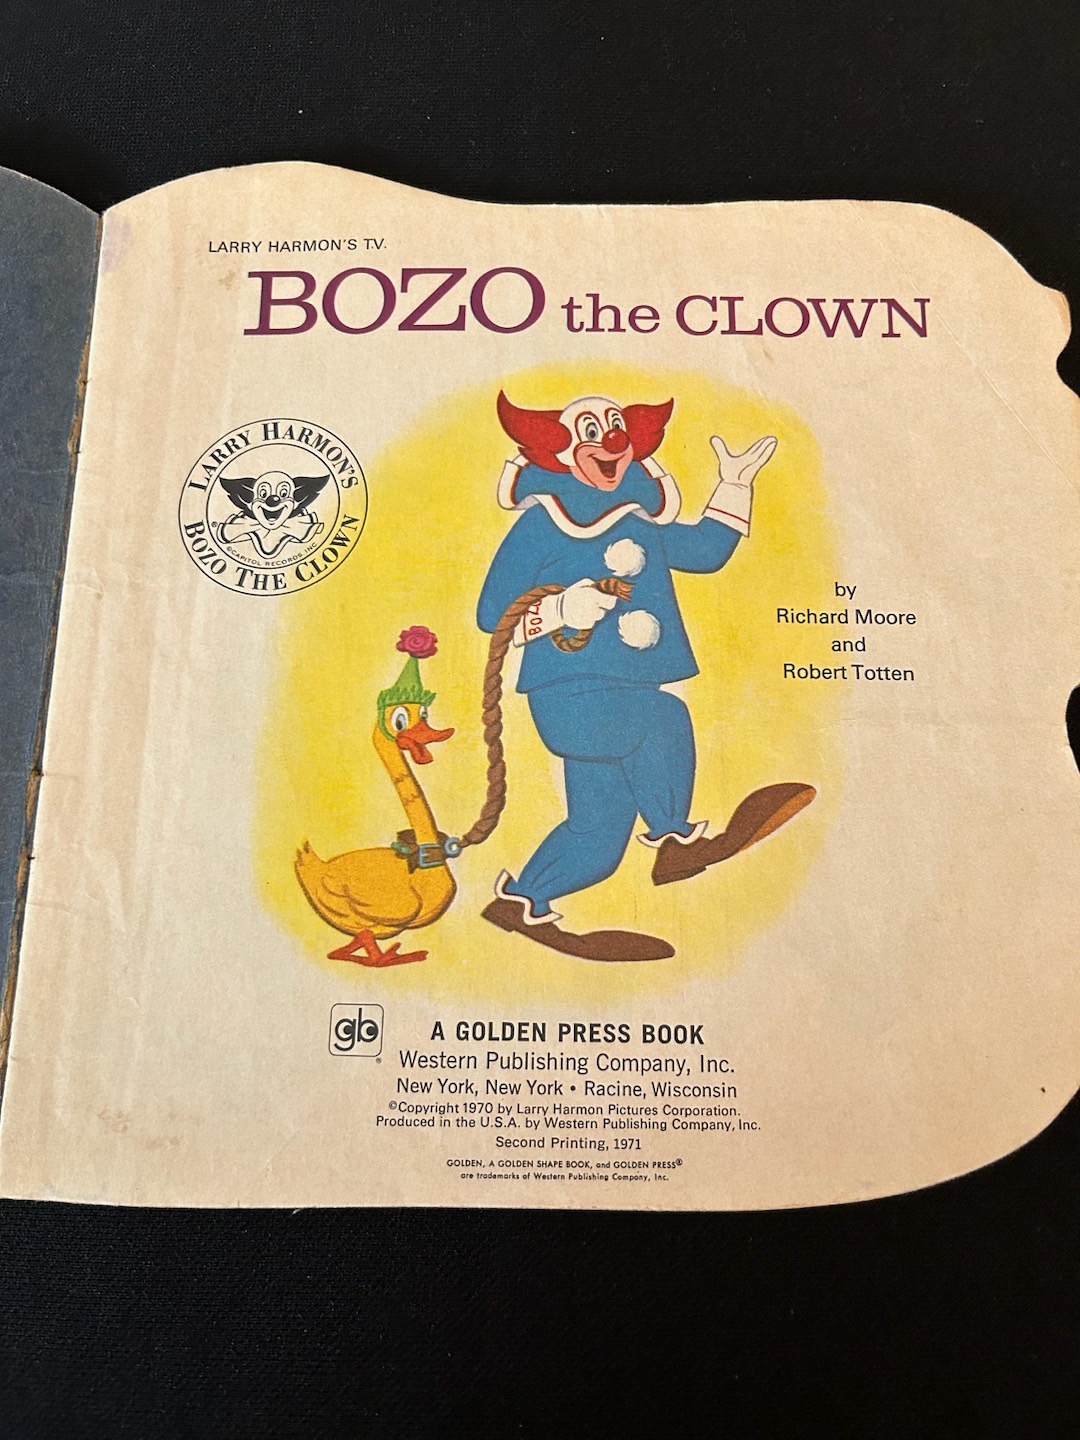 LARRY HARMON'S T.V.
BOZO the CLOWN
LARRY HARMON'S
BOZO THE CLOWN
©CAPITOL RECORDS, INC.
BOZO
by
Richard Moore
and
Robert Totten
gb
®
A GOLDEN PRESS BOOK
Western Publishing Company, Inc.
New York, New York • Racine, Wisconsin
©Copyright 1970 by Larry Harmon Pictures Corporation.
Produced in the U.S.A. by Western Publishing Company, Inc.
Second Printing, 1971
GOLDEN, A GOLDEN SHAPE BOOK, and GOLDEN PRESS®
are trademarks of Western Publishing Company, Inc.